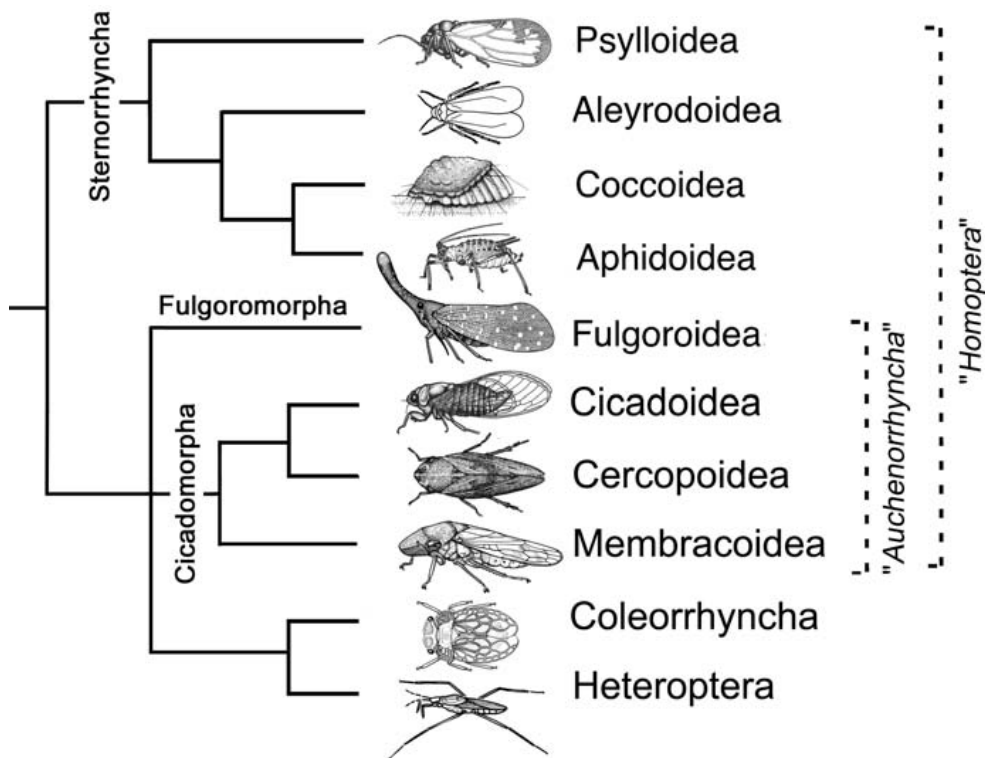 Sternorrhyncha
Psylloidea
Aleyrodoidea
Coccoidea
Aphidoidea
Fulgoromorpha
Fulgoroidea
Cicadomorpha
Cicadoidea
Cercopoidea
Membracoidea
Coleorrhyncha
Heteroptera
"Auchenorrhyncha"
"Homoptera"